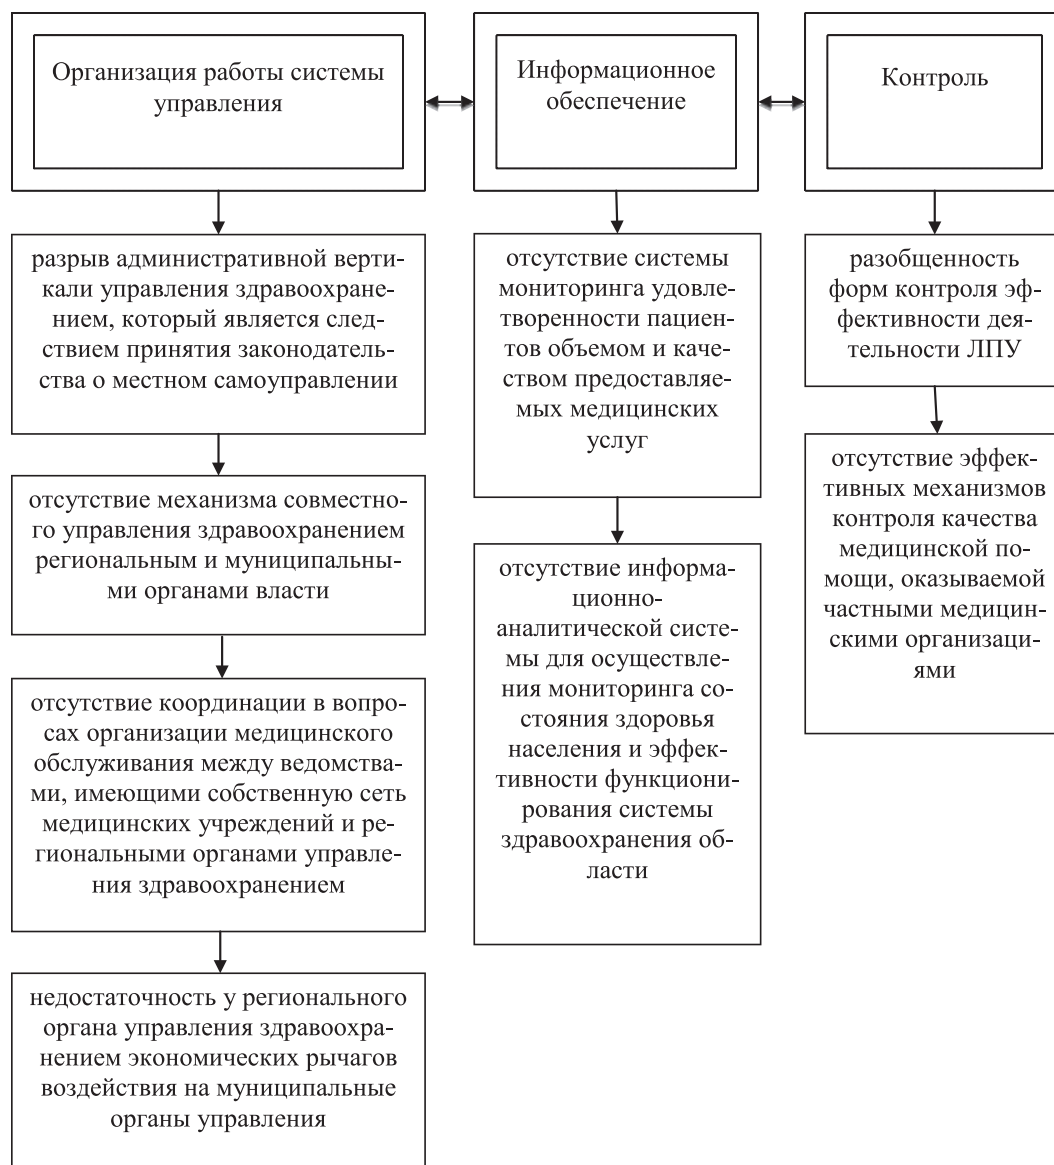 Организация работы системы
управления
разрыв административной верти-
кали управления здравоохране-
нием, который является след-
ствием принятия законодатель-
ства о местном самоуправлении
отсутствие механизма совместно-
го управления здравоохранением
региональным и муниципальны-
ми органами власти
отсутствие координации в вопро-
сах организации медицинского
обслуживания между ведомства-
ми, имеющими собственную сеть
медицинских учреждений и ре-
гиональными органами управле-
ния здравоохранением
недостаточность у регионального
органа управления здравоохра-
нением экономических рычагов
воздействия на муниципальные
органы управления
Информационное
обеспечение
отсутствие системы
мониторинга удовле-
творенности пациен-
тов объемом и каче-
ством предоставляе-
мых медицинских
услуг
отсутствие информа-
ционно-
аналитической систе-
мы для осуществле-
ния мониторинга со-
стояния здоровья
населения и эффек-
тивности функциони-
рования системы
здравоохранения об-
ласти
Контроль
разобщенность
форм контроля эф-
фективности дея-
тельности ЛПУ
отсутствие эффек-
тивных механизмов
контроля качества
медицинской по-
мощи, оказываемой
частными медицин-
скими организаци-
ями